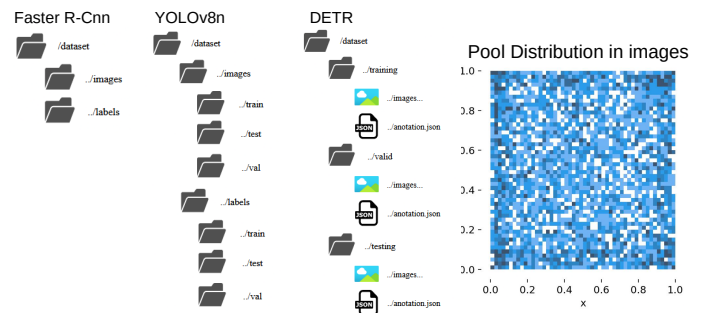 Faster R-Cnn
/dataset
../images
../labels
YOLOv8n
/dataset
../images
../train
../test
../val
../labels
../train
../test
../val
DETR
/dataset
../training
../images...
JSON
../anotation.json
../valid
../images...
JSON
../anotation.json
../testing
../images...
JSON
../anotation.json
Pool Distribution in images
1.0
0.8
0.6
0.4
0.2
0.0
0.0 0.2 0.4 0.6 0.8 1.0
x